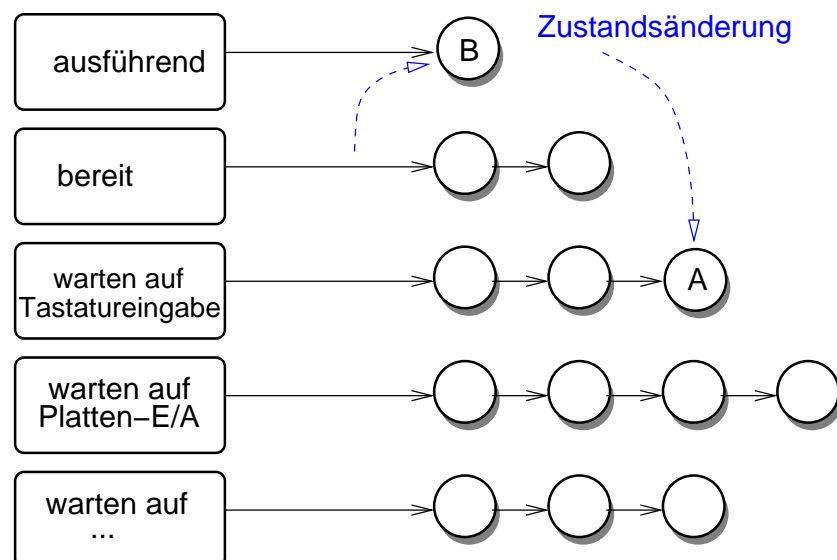 ausführend
B
Zustandsänderung
bereit
warten auf
Tastatureingabe
A
warten auf
Platten–E/A
warten auf
...